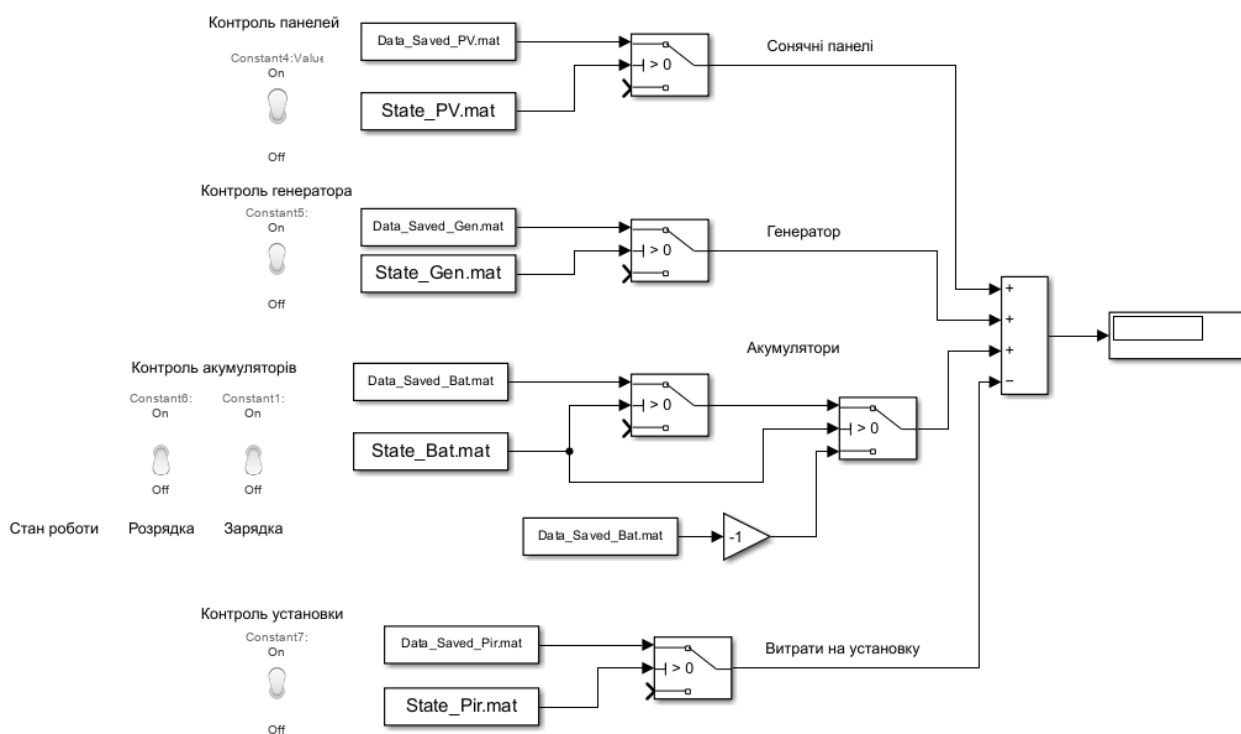 Контроль панелей
Constant4:Value
On
Off
Data_Saved_PV.mat
State_PV.mat
> 0
Сонячні панелі
Контроль генератора
Constant5:
On
Off
Data_Saved_Gen.mat
State_Gen.mat
> 0
Генератор
+
+
+
−
Контроль акумуляторів
Constant6:
On
Off
Constant1:
On
Off
Стан роботи
Розрядка
Зарядка
Data_Saved_Bat.mat
State_Bat.mat
> 0
Акумулятори
> 0
Data_Saved_Bat.mat
-1
Контроль установки
Constant7:
On
Off
Data_Saved_Pir.mat
State_Pir.mat
> 0
Витрати на установку